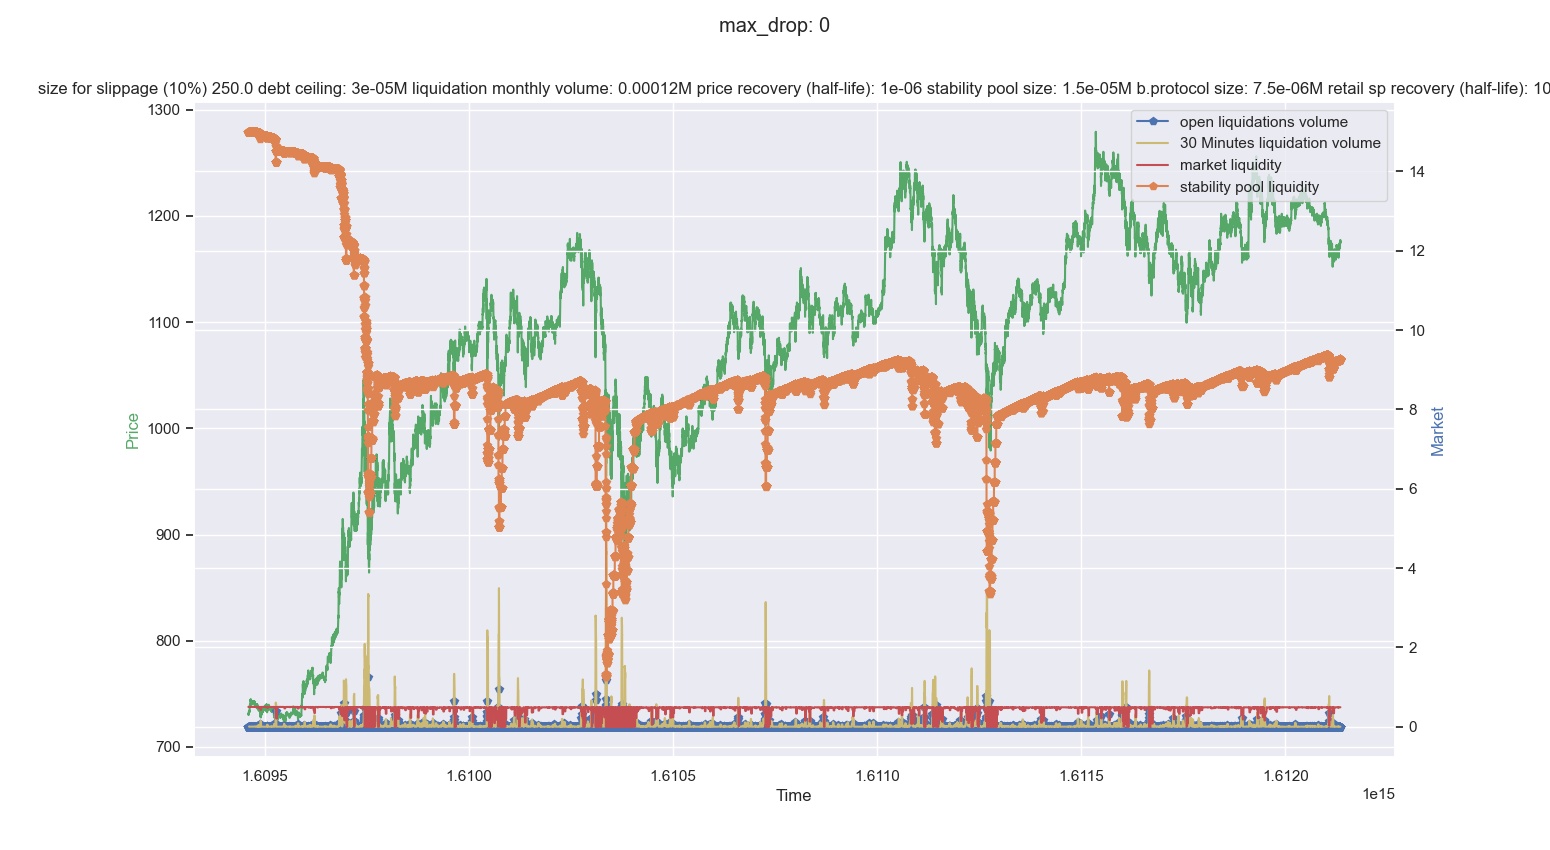 max_drop: 0
size for slippage (10%) 250.0 debt ceiling: 3e-05M liquidation monthly volume: 0.00012M price recovery (half-life): 1e-06 stability pool size: 1.5e-05M b.protocol size: 7.5e-06M retail sp recovery (half-life): 10
open liquidations volume
30 Minutes liquidation volume
market liquidity
stability pool liquidity
1300
1200
1100
1000
900
800
700
Price
14
12
10
8
6
4
2
0
Market
1.6095 1.6100 1.6105 1.6110 1.6115 1.6120
Time
1e15